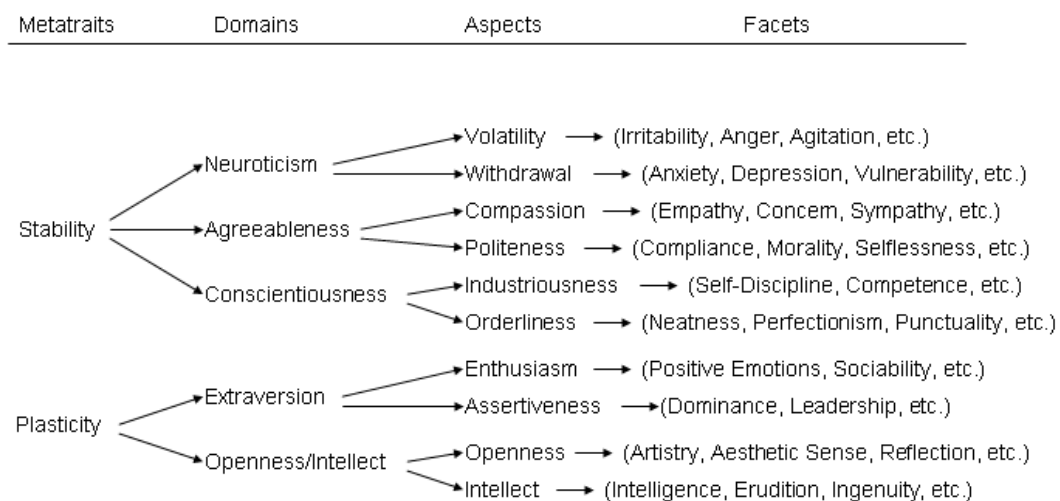 Metatraits Domains Aspects Facets
Volatility (Irritability, Anger, Agitation, etc.)
Neuroticism
Withdrawal (Anxiety, Depression, Vulnerability, etc.)
Compassion (Empathy, Concern, Sympathy, etc.)
Stability Agreeableness
Politeness (Compliance, Morality, Selflessness, etc.)
Industriousness (Self-Discipline, Competence, etc.)
Conscientiousness
Orderliness (Neatness, Perfectionism, Punctuality, etc.)
Enthusiasm (Positive Emotions, Sociability, etc.)
Extraversion
Assertiveness (Dominance, Leadership, etc.)
Plasticity
Openness (Artistry, Aesthetic Sense, Reflection, etc.)
Openness/Intellect
Intellect (Intelligence, Erudition, Ingenuity, etc.)